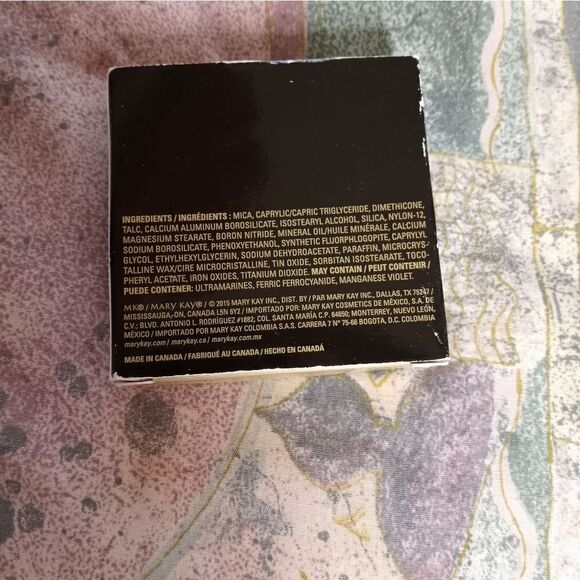 INGREDIENTS / INGRÉDIENTS : MICA, CAPRYLIC/CAPRIC TRIGLYCERIDE, DIMETHICONE,
TALC, CALCIUM ALUMINUM BOROSILICATE, ISOSTEARYL ALCOHOL, SILICA, NYLON-12,
MAGNESIUM STEARATE, BORON NITRIDE, MINERAL OIL/HUILE MINÉRALE, CALCIUM
SODIUM BOROSILICATE, PHENOXYETHANOL, SYNTHETIC FLUORPHLOGOPITE, CAPRYLYL
GLYCOL, ETHYLHEXYLGLYCERIN, SODIUM DEHYDROACETATE, PARAFFIN, MICROCRYS-
TALLINE WAX/CIRE MICROCRISTALLINE, TIN OXIDE, SORBITAN ISOSTEARATE, TOCO-
PHERYL ACETATE, IRON OXIDES, TITANIUM DIOXIDE. MAY CONTAIN / PEUT CONTENIR /
PUEDE CONTENER: ULTRAMARINES, FERRIC FERROCYANIDE, MANGANESE VIOLET.
MK® / MARY KAY® / © 2015 MARY KAY INC. DIST. BY / PAR MARY KAY INC., DALLAS, TX 75247 /
MISSISSAUGA, ON, CANADA L5N 6Y2 / IMPORTADO POR: MARY KAY COSMETICS DE MÉXICO, S.A. DE
C.V.; BLVD. ANTONIO L. RODRÍGUEZ #1882; COL. SANTA MARÍA C.P. 64650; MONTERREY, NUEVO LEÓN,
MÉXICO / IMPORTADO POR MARY KAY COLOMBIA S.A.S. CARRERA 7 N° 75-66 BOGOTA, D.C. COLOMBIA
marykay.com / marykay.ca / marykay.com.mx
MADE IN CANADA / FABRIQUÉ AU CANADA / HECHO EN CANADÁ